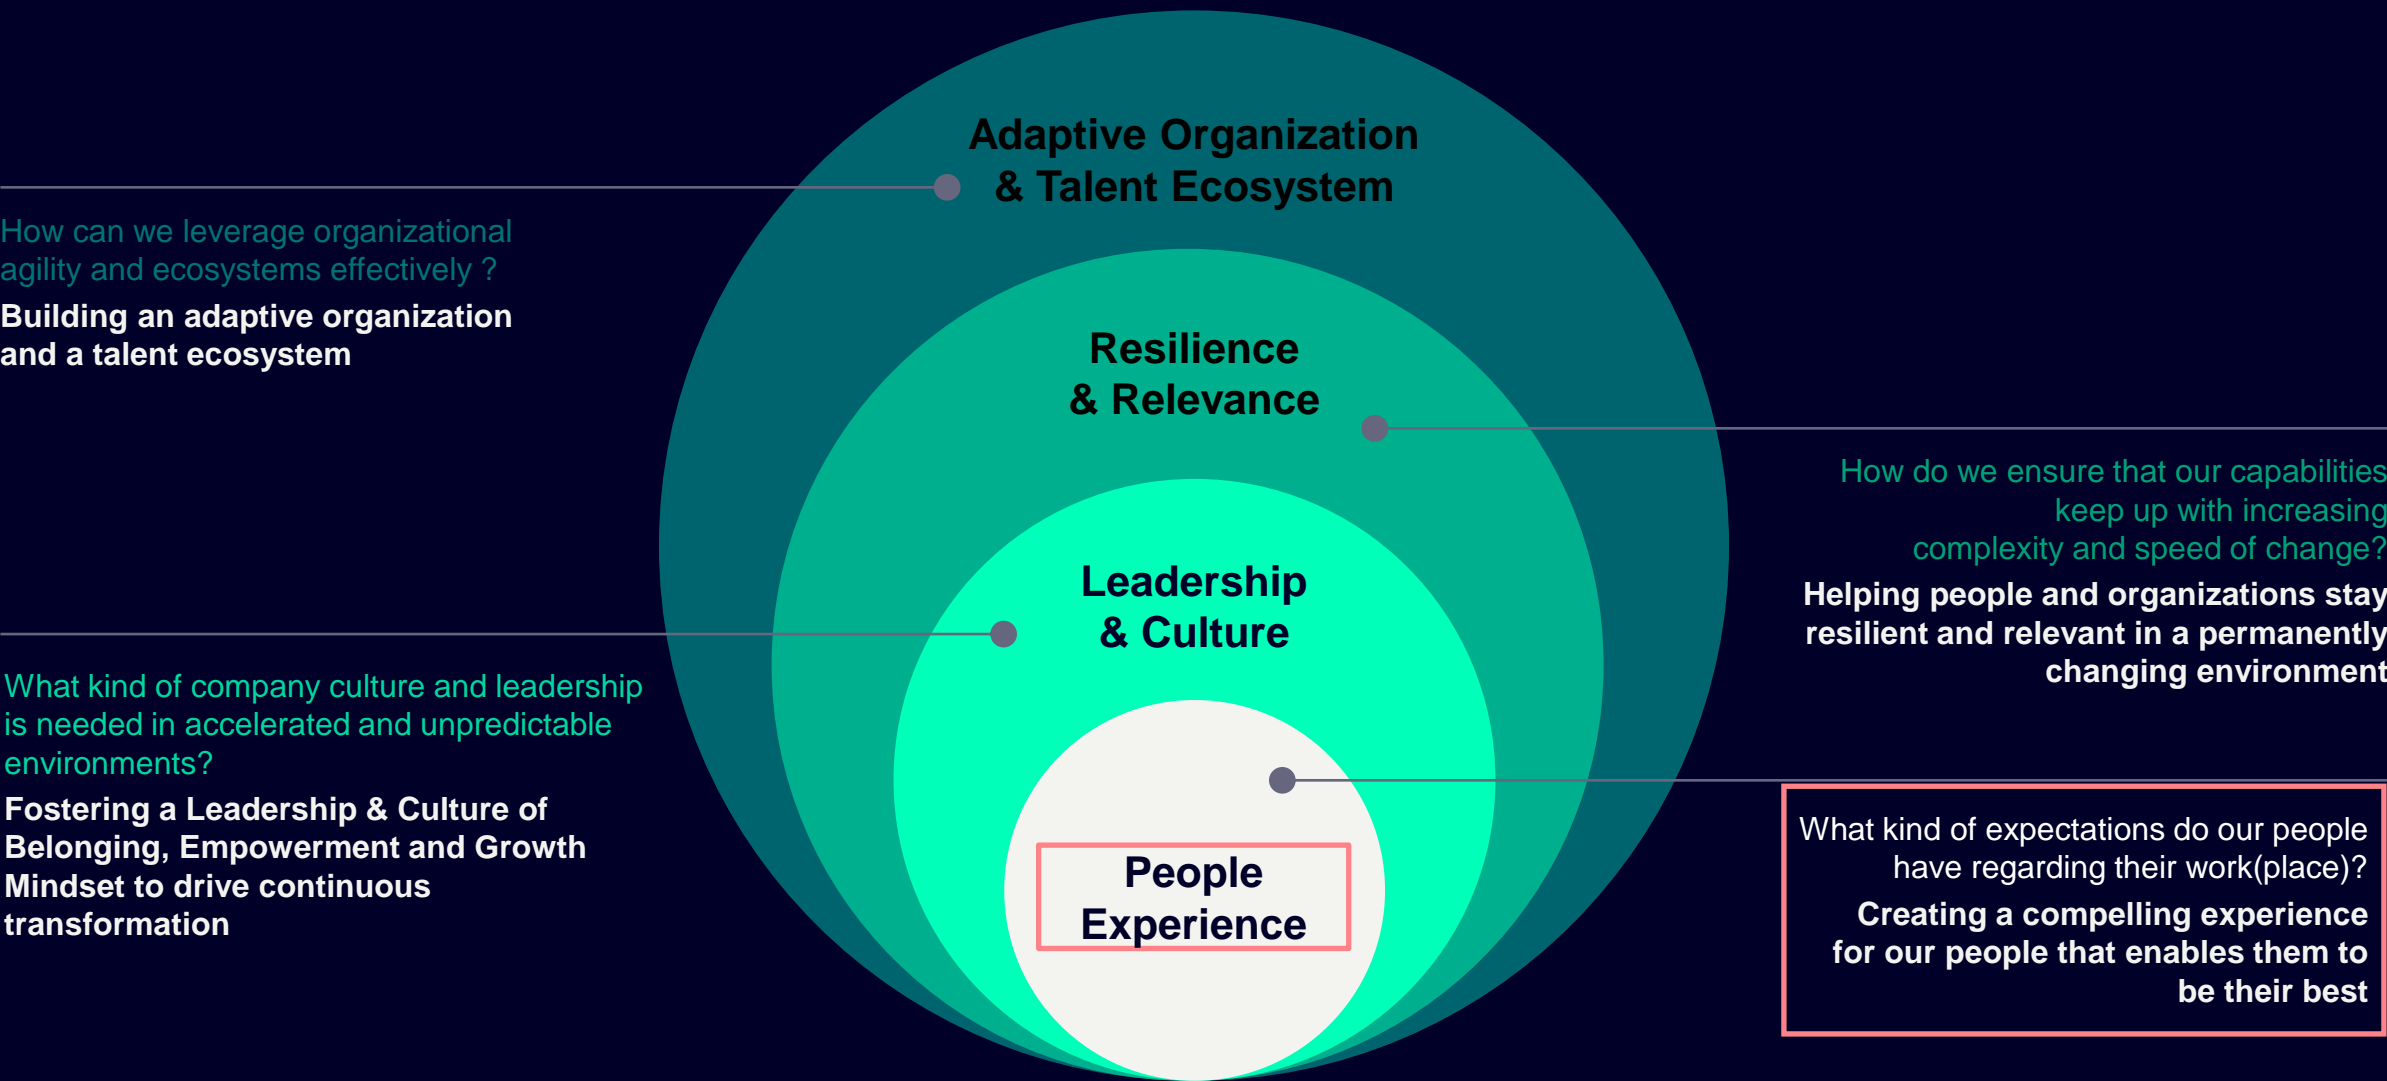 Adaptive Organization
& Talent Ecosystem
How can we leverage organizational
agility and ecosystems effectively ?
Building an adaptive organization
and a talent ecosystem
Resilience
& Relevance
How do we ensure that our capabilities
keep up with increasing
complexity and speed of change?
Helping people and organizations stay
resilient and relevant in a permanently
changing environment
Leadership
& Culture
What kind of company culture and leadership
is needed in accelerated and unpredictable
environments?
Fostering a Leadership & Culture of
Belonging, Empowerment and Growth
Mindset to drive continuous
transformation
People
Experience
What kind of expectations do our people
have regarding their work(place)?
Creating a compelling experience
for our people that enables them to
be their best